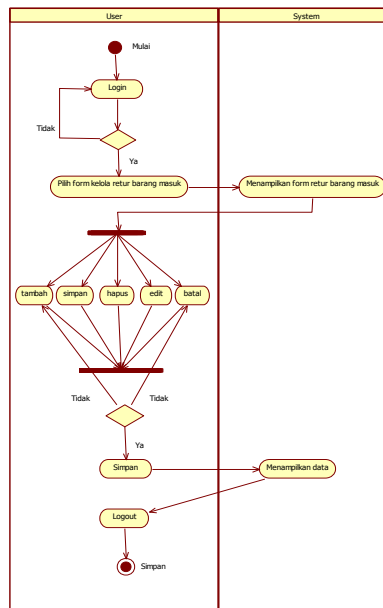 User
System
Mulai
Login
Tidak
Ya
Pilih form kelola retur barang masuk
Menampilkan form retur barang masuk
tambah
simpan
hapus
edit
batal
Tidak
Tidak
Ya
Simpan
Menampilkan data
Logout
Simpan